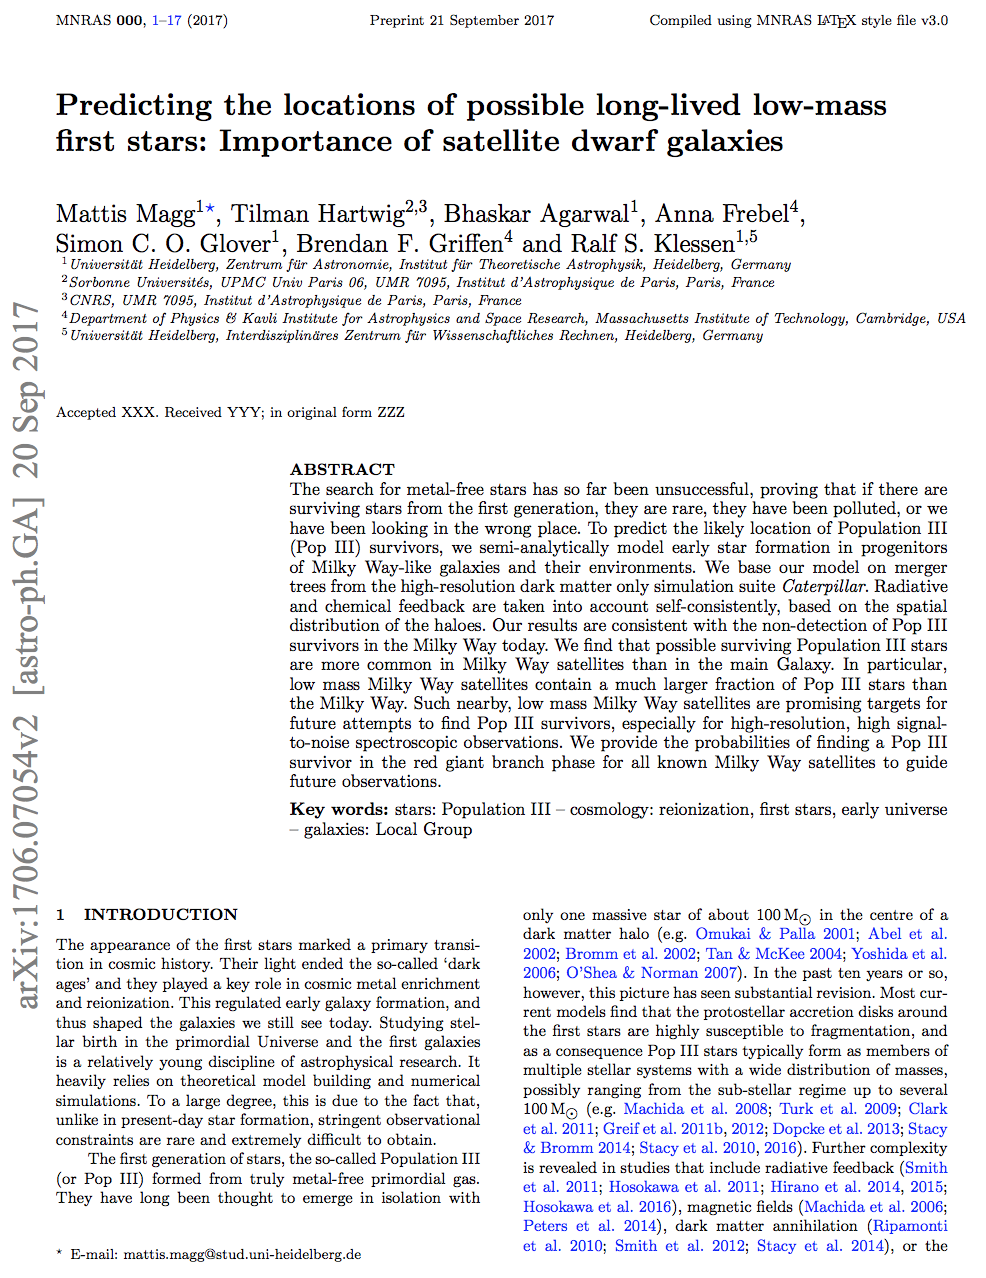 MNRAS 000, 1–17 (2017)
Preprint 21 September 2017
Compiled using MNRAS LATEX style file v3.0
Predicting the locations of possible long-lived low-mass
first stars: Importance of satellite dwarf galaxies
Mattis Magg1⋆, Tilman Hartwig2,3, Bhaskar Agarwal1, Anna Frebel4,
Simon C. O. Glover1, Brendan F. Griffen4 and Ralf S. Klessen1,5
1 Universität Heidelberg, Zentrum für Astronomie, Institut für Theoretische Astrophysik, Heidelberg, Germany
2 Sorbonne Universités, UPMC Univ Paris 06, UMR 7095, Institut d'Astrophysique de Paris, Paris, France
3 CNRS, UMR 7095, Institut d'Astrophysique de Paris, Paris, France
4 Department of Physics & Kavli Institute for Astrophysics and Space Research, Massachusetts Institute of Technology, Cambridge, USA
5 Universität Heidelberg, Interdisziplinäres Zentrum für Wissenschaftliches Rechnen, Heidelberg, Germany
Accepted XXX. Received YYY; in original form ZZZ
arXiv:1706.07054v2 [astro-ph.GA] 20 Sep 2017
ABSTRACT
The search for metal-free stars has so far been unsuccessful, proving that if there are
surviving stars from the first generation, they are rare, they have been polluted, or we
have been looking in the wrong place. To predict the likely location of Population III
(Pop III) survivors, we semi-analytically model early star formation in progenitors
of Milky Way-like galaxies and their environments. We base our model on merger
trees from the high-resolution dark matter only simulation suite Caterpillar. Radiative
and chemical feedback are taken into account self-consistently, based on the spatial
distribution of the haloes. Our results are consistent with the non-detection of Pop III
survivors in the Milky Way today. We find that possible surviving Population III stars
are more common in Milky Way satellites than in the main Galaxy. In particular,
low mass Milky Way satellites contain a much larger fraction of Pop III stars than
the Milky Way. Such nearby, low mass Milky Way satellites are promising targets for
future attempts to find Pop III survivors, especially for high-resolution, high signal-
to-noise spectroscopic observations. We provide the probabilities of finding a Pop III
survivor in the red giant branch phase for all known Milky Way satellites to guide
future observations.
Key words: stars: Population III – cosmology: reionization, first stars, early universe
– galaxies: Local Group
1 INTRODUCTION
The appearance of the first stars marked a primary transi-
tion in cosmic history. Their light ended the so-called 'dark
ages' and they played a key role in cosmic metal enrichment
and reionization. This regulated early galaxy formation, and
thus shaped the galaxies we still see today. Studying stel-
lar birth in the primordial Universe and the first galaxies
is a relatively young discipline of astrophysical research. It
heavily relies on theoretical model building and numerical
simulations. To a large degree, this is due to the fact that,
unlike in present-day star formation, stringent observational
constraints are rare and extremely difficult to obtain.
The first generation of stars, the so-called Population III
(or Pop III) formed from truly metal-free primordial gas.
They have long been thought to emerge in isolation with
⋆ E-mail: mattis.magg@stud.uni-heidelberg.de
only one massive star of about 100 M⊙ in the centre of a
dark matter halo (e.g. Omukai & Palla 2001; Abel et al.
2002; Bromm et al. 2002; Tan & McKee 2004; Yoshida et al.
2006; O'Shea & Norman 2007). In the past ten years or so,
however, this picture has seen substantial revision. Most cur-
rent models find that the protostellar accretion disks around
the first stars are highly susceptible to fragmentation, and
as a consequence Pop III stars typically form as members of
multiple stellar systems with a wide distribution of masses,
possibly ranging from the sub-stellar regime up to several
100 M⊙ (e.g. Machida et al. 2008; Turk et al. 2009; Clark
et al. 2011; Greif et al. 2011b, 2012; Dopcke et al. 2013; Stacy
& Bromm 2014; Stacy et al. 2010, 2016). Further complexity
is revealed in studies that include radiative feedback (Smith
et al. 2011; Hosokawa et al. 2011; Hirano et al. 2014, 2015;
Hosokawa et al. 2016), magnetic fields (Machida et al. 2006;
Peters et al. 2014), dark matter annihilation (Ripamonti
et al. 2010; Smith et al. 2012; Stacy et al. 2014), or the